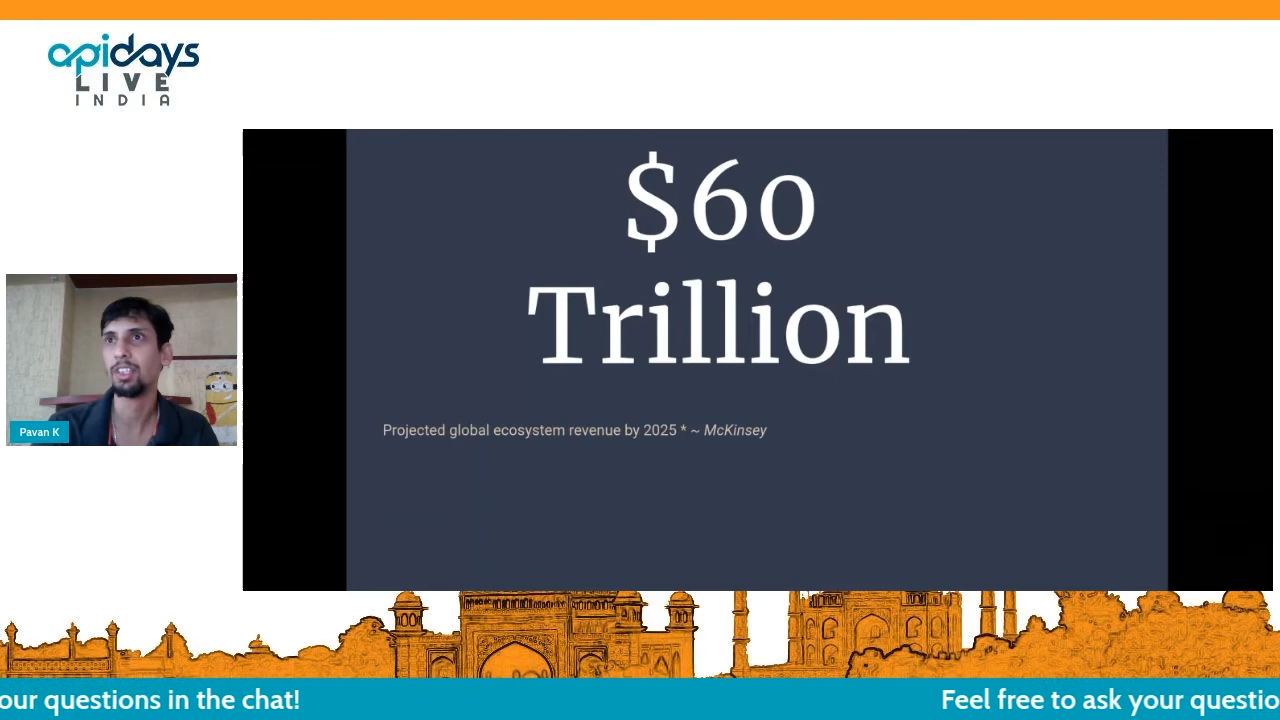 apidays
LIVE
INDIA
$60
Trillion
Projected global ecosystem revenue by 2025 * ~ McKinsey
Pavan K
our questions in the chat!
Feel free to ask your questio